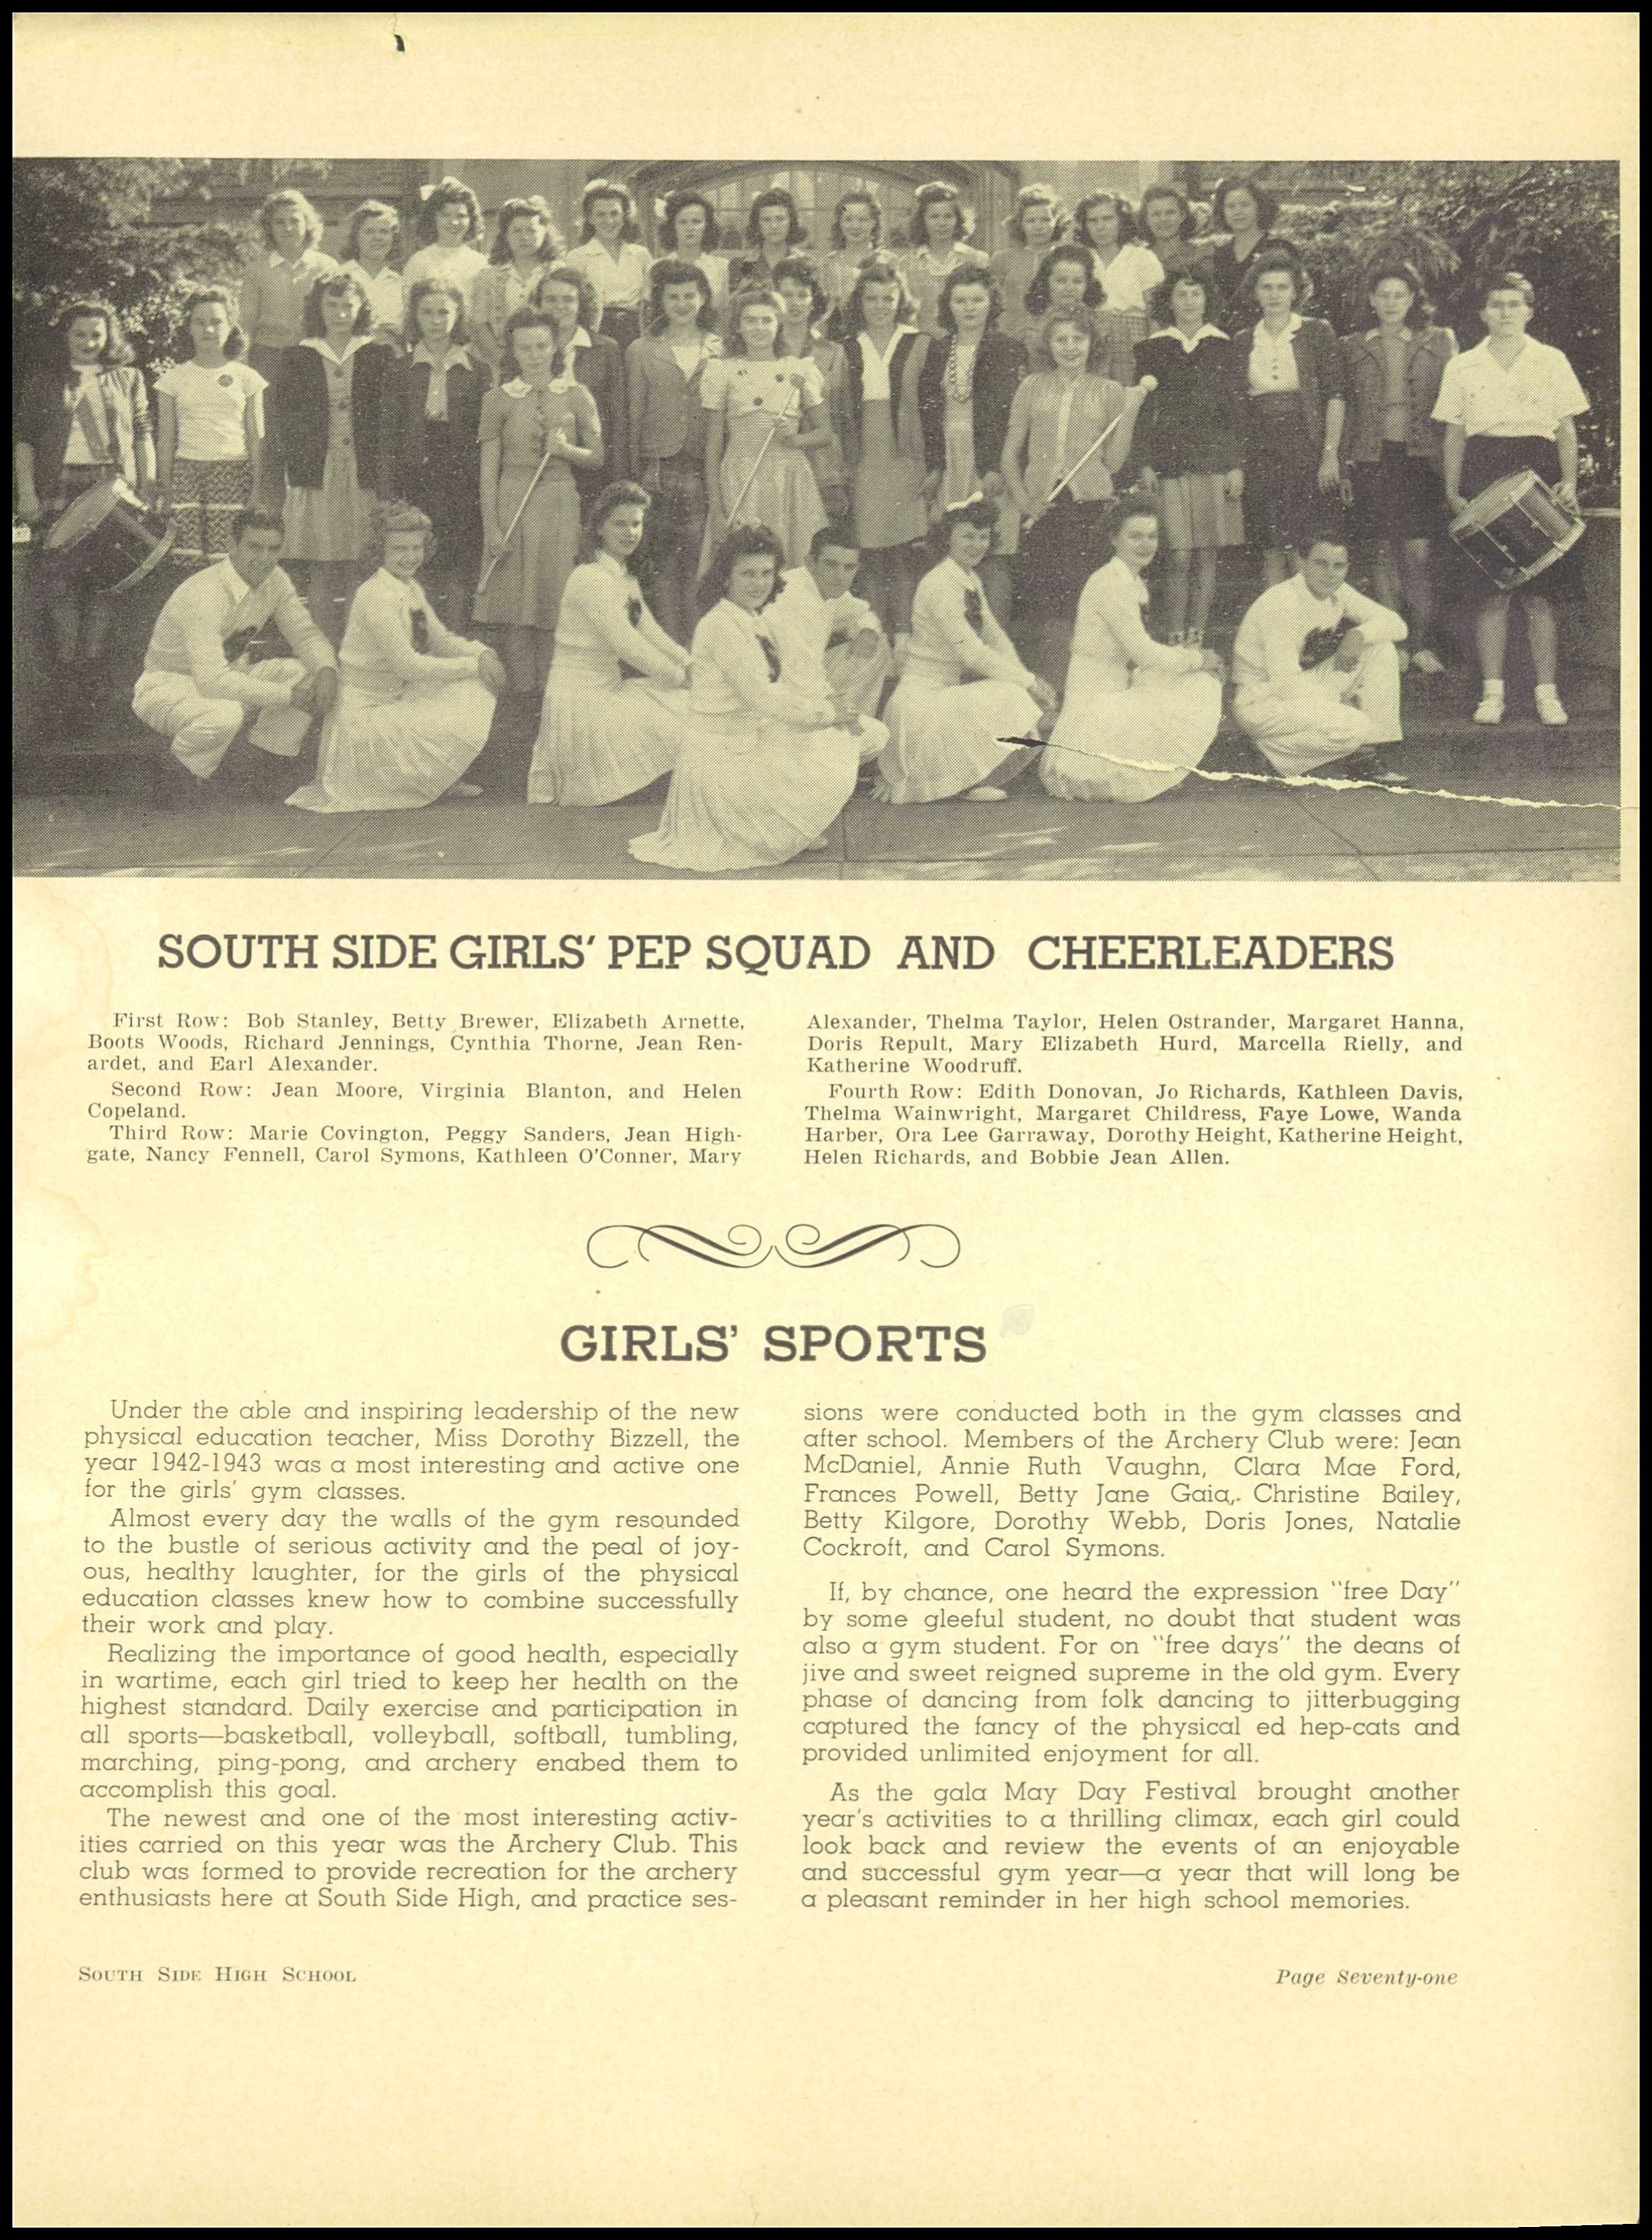 SOUTH SIDE GIRLS' PEP SQUAD AND CHEERLEADERS
First Row: Bob Stanley, Betty Brewer, Elizabeth Arnette,
Boots Woods, Richard Jennings, Cynthia Thorne, Jean Ren-
ardet, and Earl Alexander.
Second Row: Jean Moore, Virginia Blanton, and Helen
Copeland.
Third Row: Marie Covington, Peggy Sanders, Jean High-
gate, Nancy Fennell, Carol Symons, Kathleen O'Conner, Mary
Alexander, Thelma Taylor, Helen Ostrander, Margaret Hanna,
Doris Repult, Mary Elizabeth Hurd, Marcella Rielly, and
Katherine Woodruff.
Fourth Row: Edith Donovan, Jo Richards, Kathleen Davis,
Thelma Wainwright, Margaret Childress, Faye Lowe, Wanda
Harber, Ora Lee Garraway, Dorothy Height, Katherine Height,
Helen Richards, and Bobbie Jean Allen.
GIRLS' SPORTS
Under the able and inspiring leadership of the new
physical education teacher, Miss Dorothy Bizzell, the
year 1942-1943 was a most interesting and active one
for the girls' gym classes.
Almost every day the walls of the gym resounded
to the bustle of serious activity and the peal of joy-
ous, healthy laughter, for the girls of the physical
education classes knew how to combine successfully
their work and play.
Realizing the importance of good health, especially
in wartime, each girl tried to keep her health on the
highest standard. Daily exercise and participation in
all sports—basketball, volleyball, softball, tumbling,
marching, ping-pong, and archery enabed them to
accomplish this goal.
The newest and one of the most interesting activ-
ities carried on this year was the Archery Club. This
club was formed to provide recreation for the archery
enthusiasts here at South Side High, and practice ses-
sions were conducted both in the gym classes and
after school. Members of the Archery Club were: Jean
McDaniel, Annie Ruth Vaughn, Clara Mae Ford,
Frances Powell, Betty Jane Gaia, Christine Bailey,
Betty Kilgore, Dorothy Webb, Doris Jones, Natalie
Cockroft, and Carol Symons.
If, by chance, one heard the expression "free Day"
by some gleeful student, no doubt that student was
also a gym student. For on "free days" the deans of
jive and sweet reigned supreme in the old gym. Every
phase of dancing from folk dancing to jitterbugging
captured the fancy of the physical ed hep-cats and
provided unlimited enjoyment for all.
As the gala May Day Festival brought another
year's activities to a thrilling climax, each girl could
look back and review the events of an enjoyable
and successful gym year—a year that will long be
a pleasant reminder in her high school memories.
SOUTH SIDE HIGH SCHOOL
Page Seventy-one